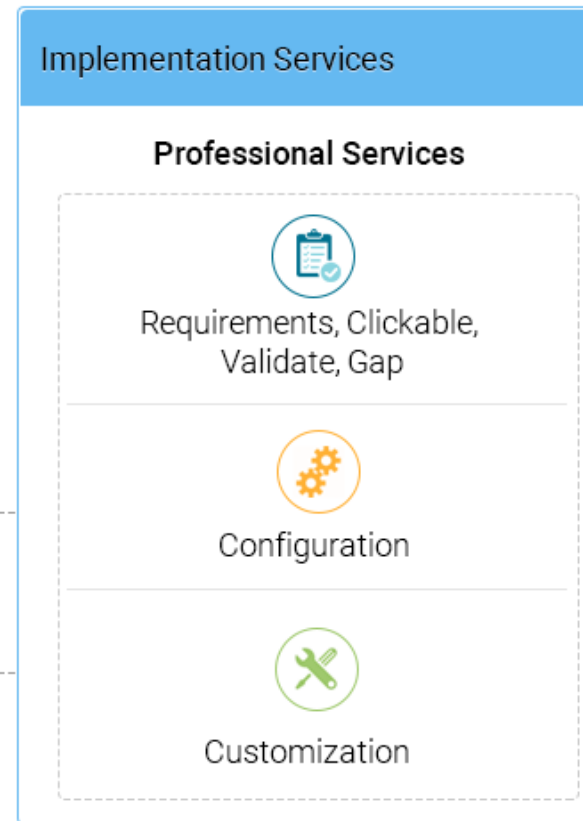 Implementation Services
Professional Services
Requirements, Clickable,
Validate, Gap
Configuration
Customization